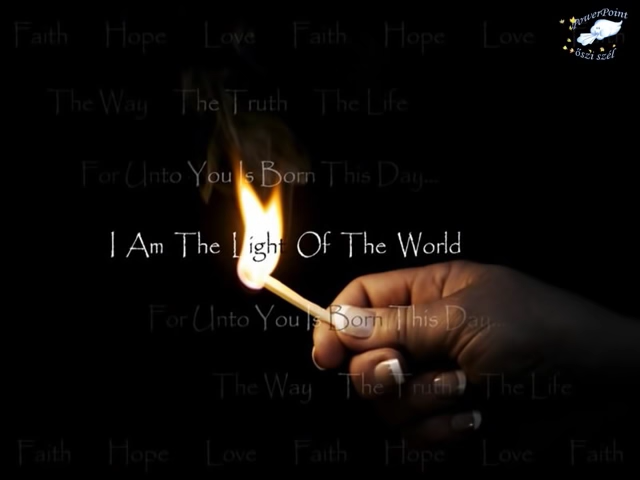 Faith Hope Love Faith Hope Love Faith
PowerPoint
őszi szél
The Way The Truth The Life
For Unto You Is Born This Day...
I Am The Light Of The World
For Unto You Is Born This Day...
The Way The Truth The Life
Faith Hope Love Faith Hope Love Faith